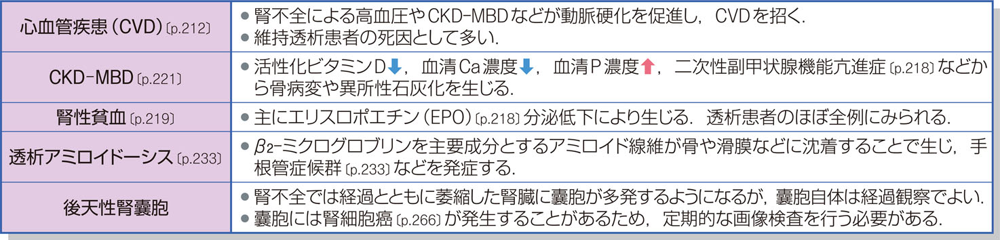 心血管疾患(CVD)〔p.212〕
● 腎不全による高血圧やCKD-MBDなどが動脈硬化を促進し，CVDを招く．
● 維持透析患者の死因として多い．
CKD-MBD〔p.221〕
● 活性化ビタミンD⬇，血清Ca濃度⬇，血清P濃度⬆，二次性副甲状腺機能亢進症〔p.218〕などか
ら骨病変や異所性石灰化を生じる．
腎性貧血〔p.219〕
● 主にエリスロポエチン(EPO)〔p.218〕分泌低下により生じる．透析患者のほぼ全例にみられる．
透析アミロイドーシス〔p.233〕
● β2-ミクログロブリンを主要成分とするアミロイド線維が骨や滑膜などに沈着することで生じ，手
根管症候群〔p.233〕などを発症する．
後天性腎囊胞
● 腎不全では経過とともに萎縮した腎臓に囊胞が多発するようになるが，囊胞自体は経過観察でよい．
● 囊胞には腎細胞癌〔p.266〕が発生することがあるため，定期的な画像検査を行う必要がある．